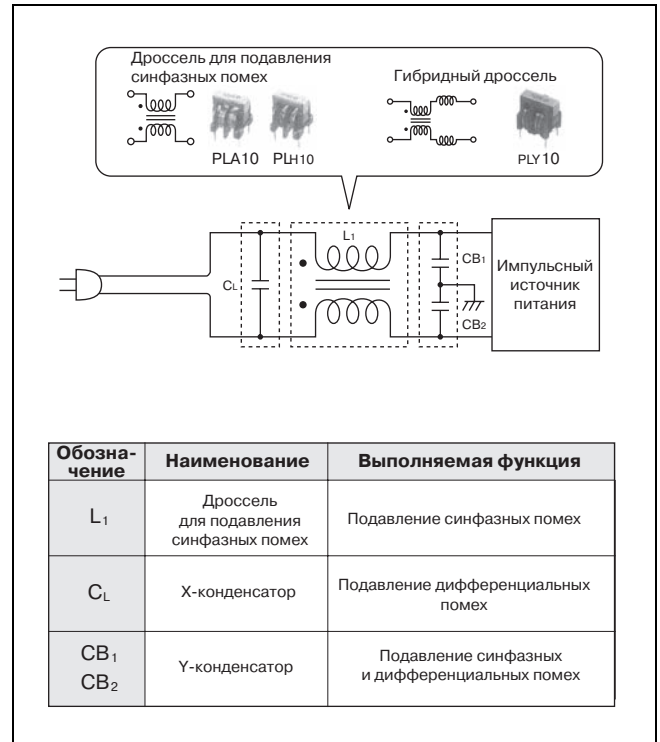 Дроссель для подавления
синфазных помех
Гибридный дроссель
PLA10
PLH10
PLY10
L1
CL
CB1
CB2
Импульсный
источник
питания
Обозна-
чение
Наименование
Выполняемая функция
L1
Дроссель
для подавления
синфазных помех
Подавление синфазных помех
CL
X-конденсатор
Подавление дифференциальных
помех
CB1
CB2
Y-конденсатор
Подавление синфазных
и дифференциальных помех